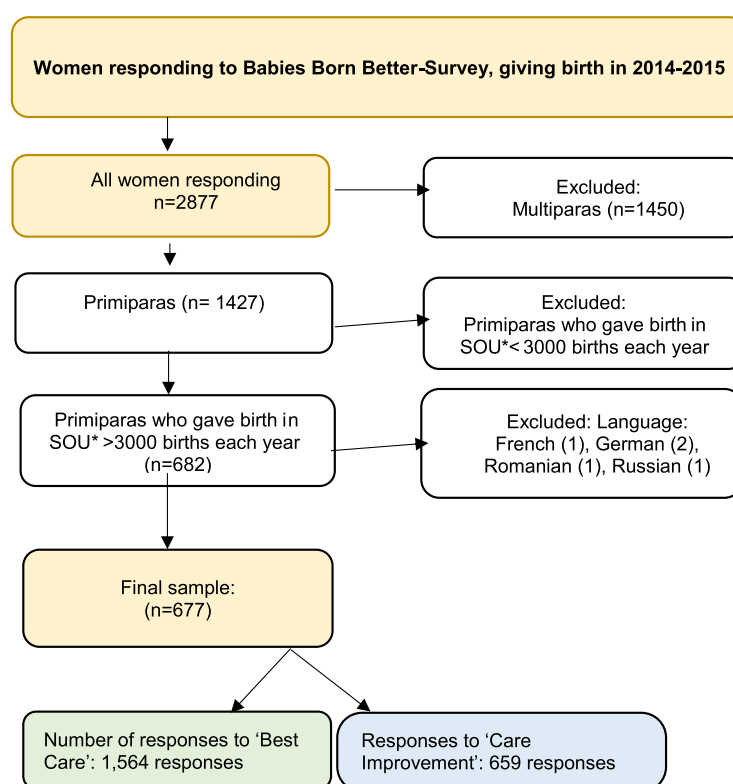 Women responding to Babies Born Better-Survey, giving birth in 2014-2015
All women responding
n=2877
Excluded:
Multiparas (n=1450)
Primiparas (n= 1427)
Excluded:
Primiparas who gave birth in
SOU*< 3000 births each year
Primiparas who gave birth in
SOU* >3000 births each year
(n=682)
Excluded: Language:
French (1), German (2),
Romanian (1), Russian (1)
Final sample:
(n=677)
Number of responses to ‘Best
Care’: 1,564 responses
Responses to ‘Care
Improvement’: 659 responses